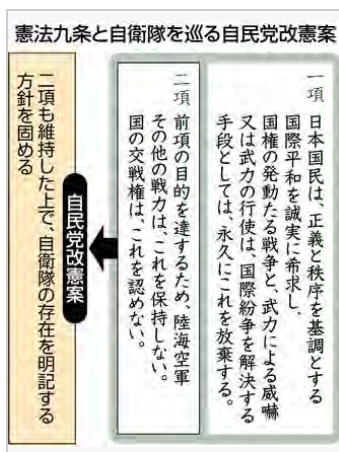 憲法九条と自衛隊を巡る自民党改憲案
一項
日本国民は、正義と秩序を基調とする
国際平和を誠実に希求し、
国権の発動たる戦争と、武力による威嚇
又は武力の行使は、国際紛争を解決する
手段としては、永久にこれを放棄する。
二項
前項の目的を達するため、陸海空軍
その他の戦力は、これを保持しない。
国の交戦権は、これを認めない。
自民党改憲案
二項も維持した上で、自衛隊の存在を明記する
方針を固める